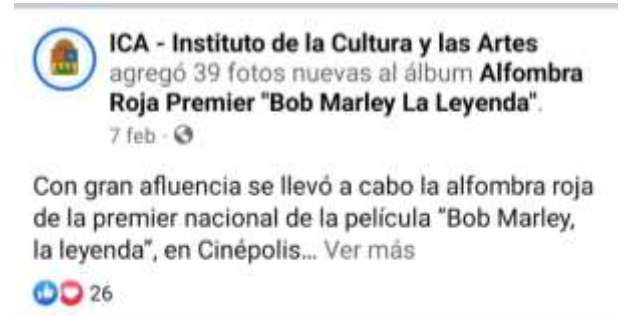 ICA - Instituto de la Cultura y las Artes
agregó 39 fotos nuevas al álbum Alfombra
Roja Premier "Bob Marley La Leyenda".
7 feb ·
Con gran afluencia se llevó a cabo la alfombra roja
de la premier nacional de la película “Bob Marley,
la leyenda”, en Cinépolis... Ver más
26